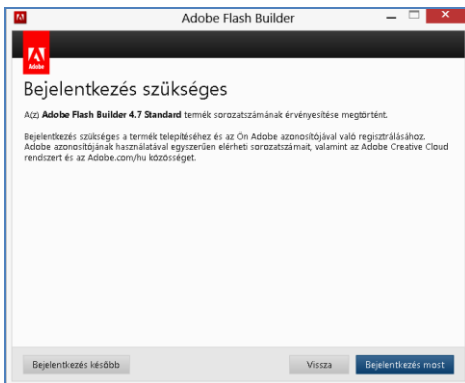 Adobe Flash Builder
Adobe
Bejelentkezés szükséges
A(z) Adobe Flash Builder 4.7 Standard termék sorozatszámának érvényesítése megtörtént.
Bejelentkezés szükséges a termék telepítéséhez és az Ön Adobe azonosítójával való regisztrálásához.
Adobe azonosítójának használatával egyszerűen elérheti sorozatszámait, valamint az Adobe Creative Cloud
rendszert és az Adobe.com/hu közösséget.
Bejelentkezés később
Vissza
Bejelentkezés most